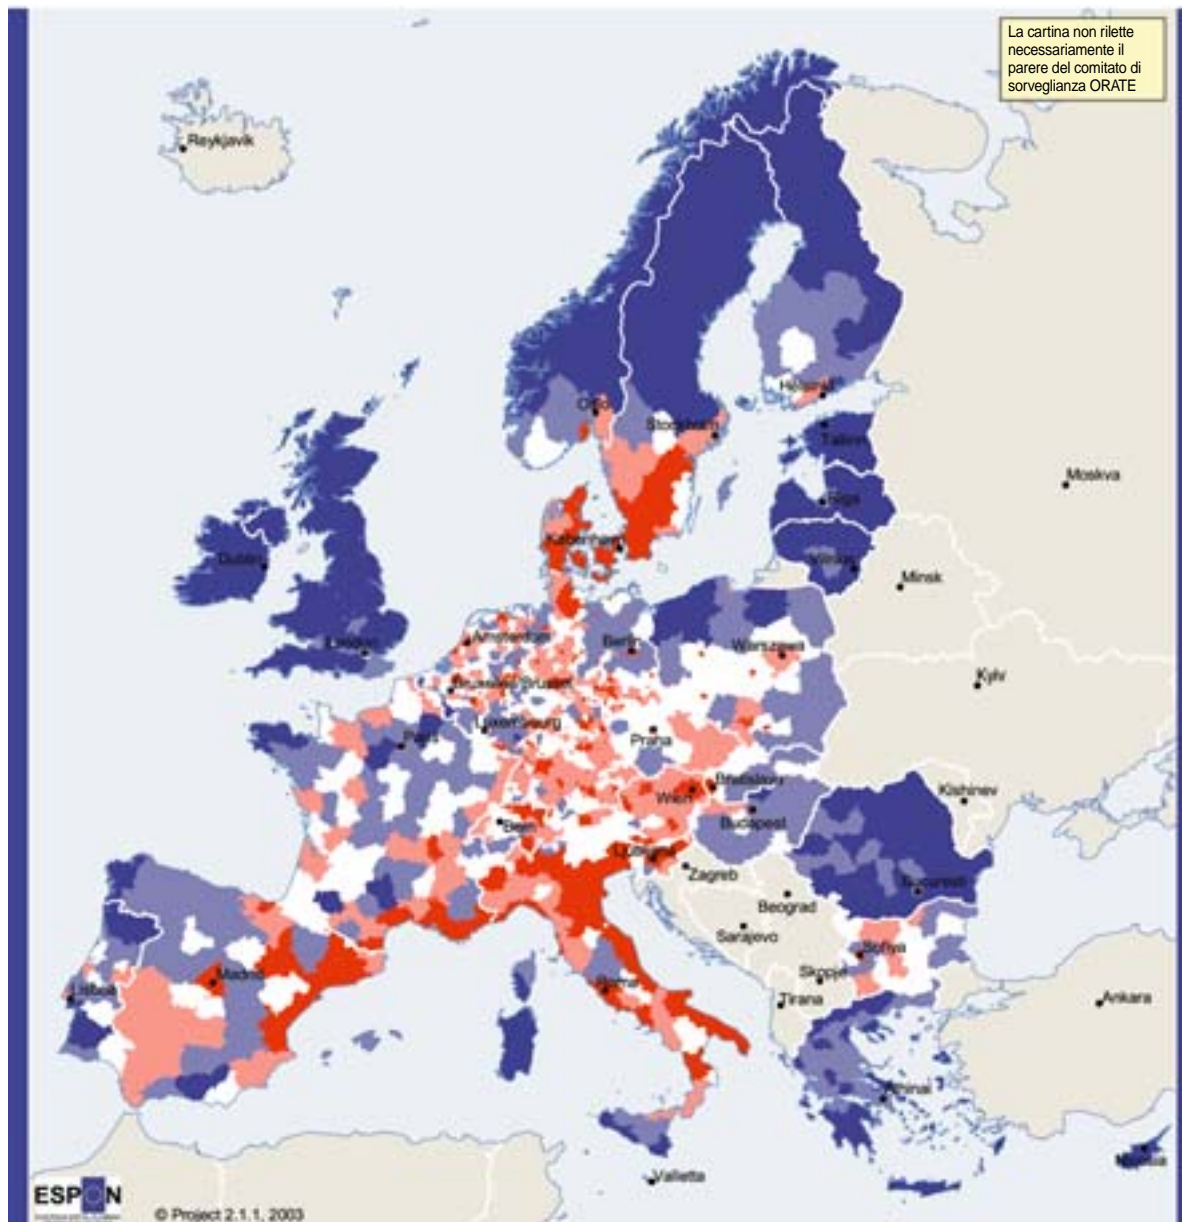 La cartina non rilette
necessariamente il
parere del comitato di
sorveglianza ORATE
Reykjavik
Helsinki
Oslo
Stockholm
Tallinn
Moskva
Riga
Dublin
København
Vilnius
Minsk
London
Amsterdam
Berlin
Warszawa
Kyiv
Luxembourg
Paris
Praha
Bratislava
Wien
Kishinev
Bern
Budapest
Ljubljana
Zagreb
Bucuresti
Beograd
Sarajevo
Sofiya
Madrid
Roma
Skopje
Lisboa
Tirana
Ankara
Athinai
Nicosia
Valletta
ESPON
© Project 2.1.1, 2003